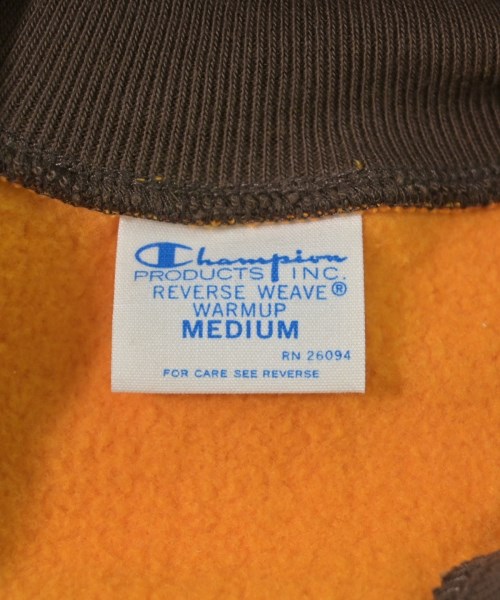 Champion
PRODUCTS INC.
REVERSE WEAVE®
WARMUP
MEDIUM
RN 26094
FOR CARE SEE REVERSE